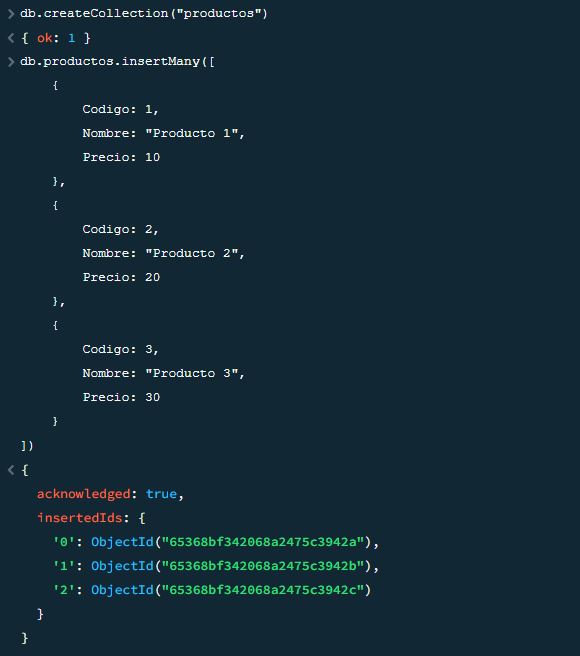 > db.createCollection("productos")
< { ok: 1 }
> db.productos.insertMany([
    {
        Codigo: 1,
        Nombre: "Producto 1",
        Precio: 10
    },
    {
        Codigo: 2,
        Nombre: "Producto 2",
        Precio: 20
    },
    {
        Codigo: 3,
        Nombre: "Producto 3",
        Precio: 30
    }
])
< {
  acknowledged: true,
  insertedIds: {
    '0': ObjectId("65368bf342068a2475c3942a"),
    '1': ObjectId("65368bf342068a2475c3942b"),
    '2': ObjectId("65368bf342068a2475c3942c")
  }
}